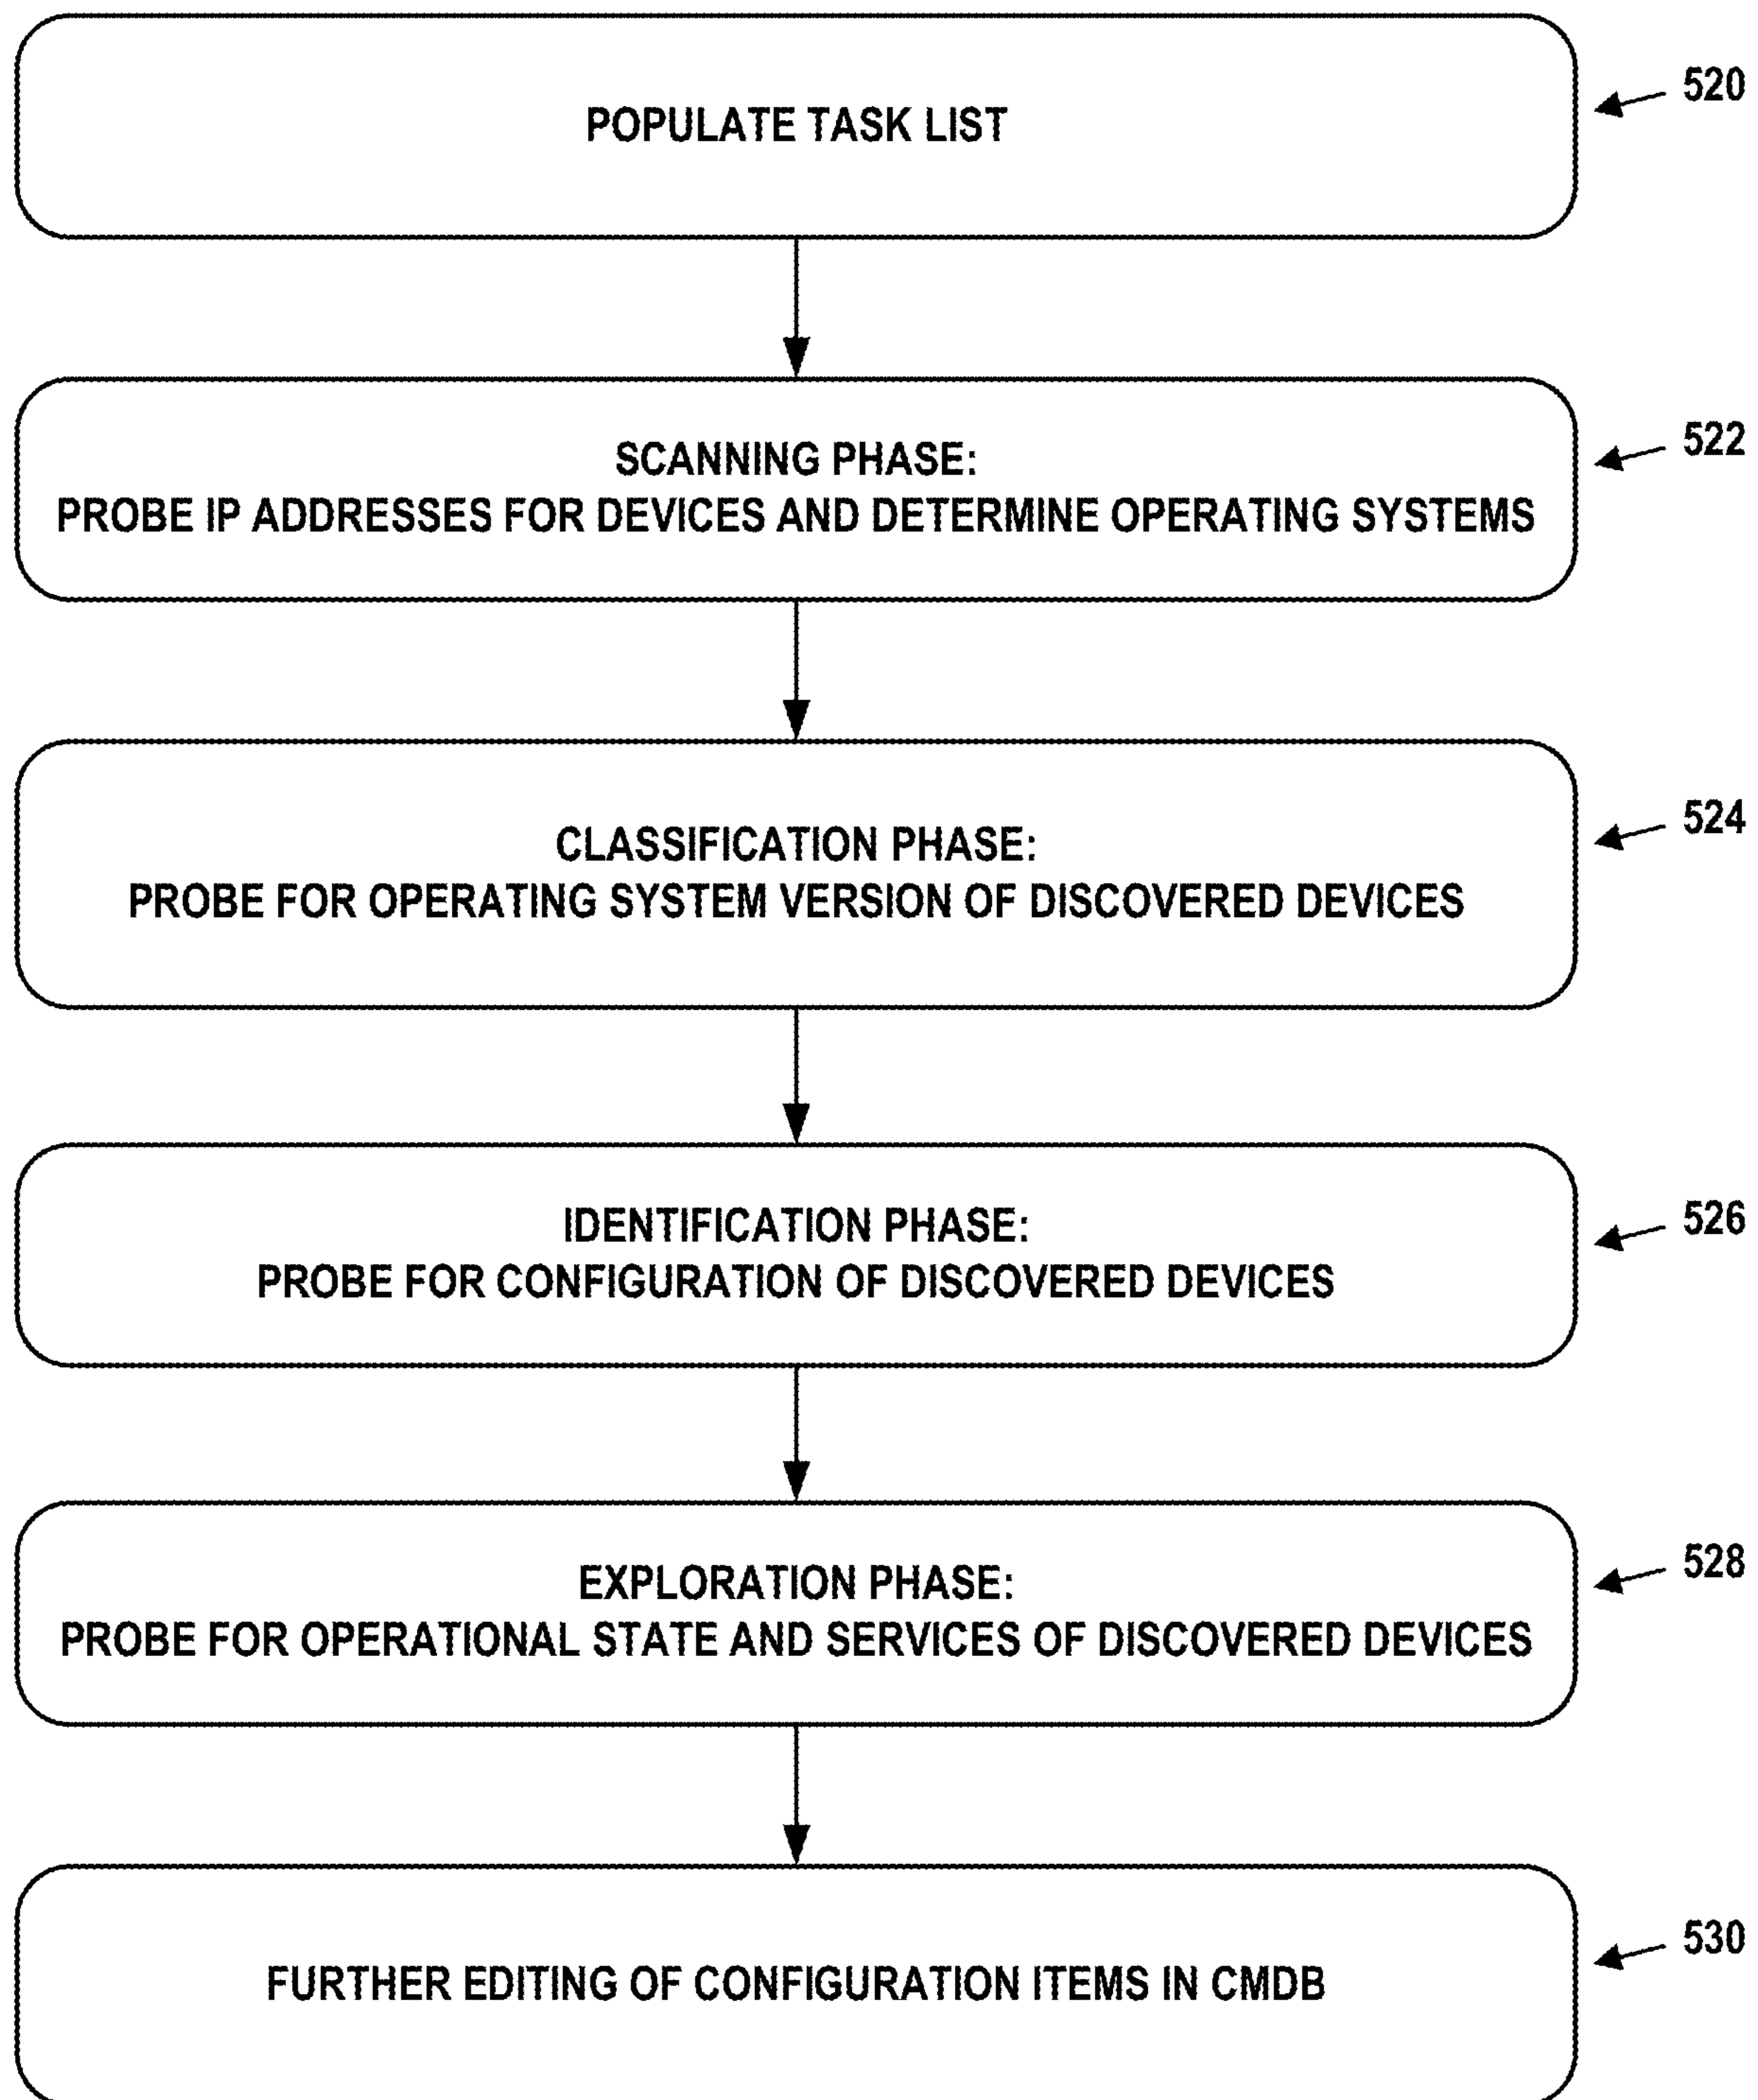 POPULATE TASK LIST
520
SCANNING PHASE:
PROBE IP ADDRESSES FOR DEVICES AND DETERMINE OPERATING SYSTEMS
522
CLASSIFICATION PHASE:
PROBE FOR OPERATING SYSTEM VERSION OF DISCOVERED DEVICES
524
IDENTIFICATION PHASE:
PROBE FOR CONFIGURATION OF DISCOVERED DEVICES
526
EXPLORATION PHASE:
PROBE FOR OPERATIONAL STATE AND SERVICES OF DISCOVERED DEVICES
528
FURTHER EDITING OF CONFIGURATION ITEMS IN CMDB
530